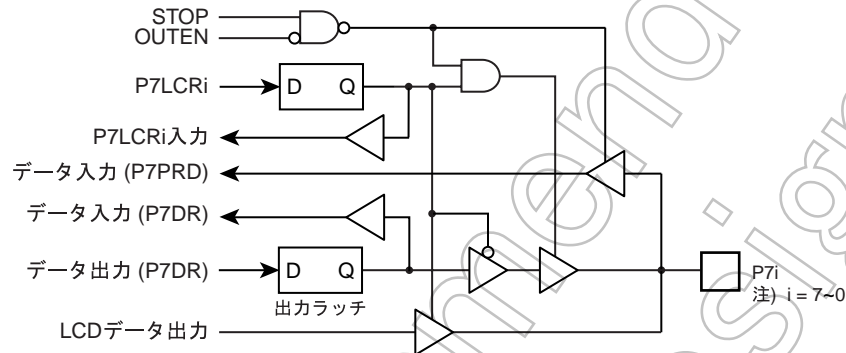 STOP
OUTEN
P7LCRi
D Q
P7LCRi入力
データ入力 (P7PRD)
データ入力 (P7DR)
データ出力 (P7DR)
D Q
出力ラッチ
P7i
注) i = 7~0
LCDデータ出力